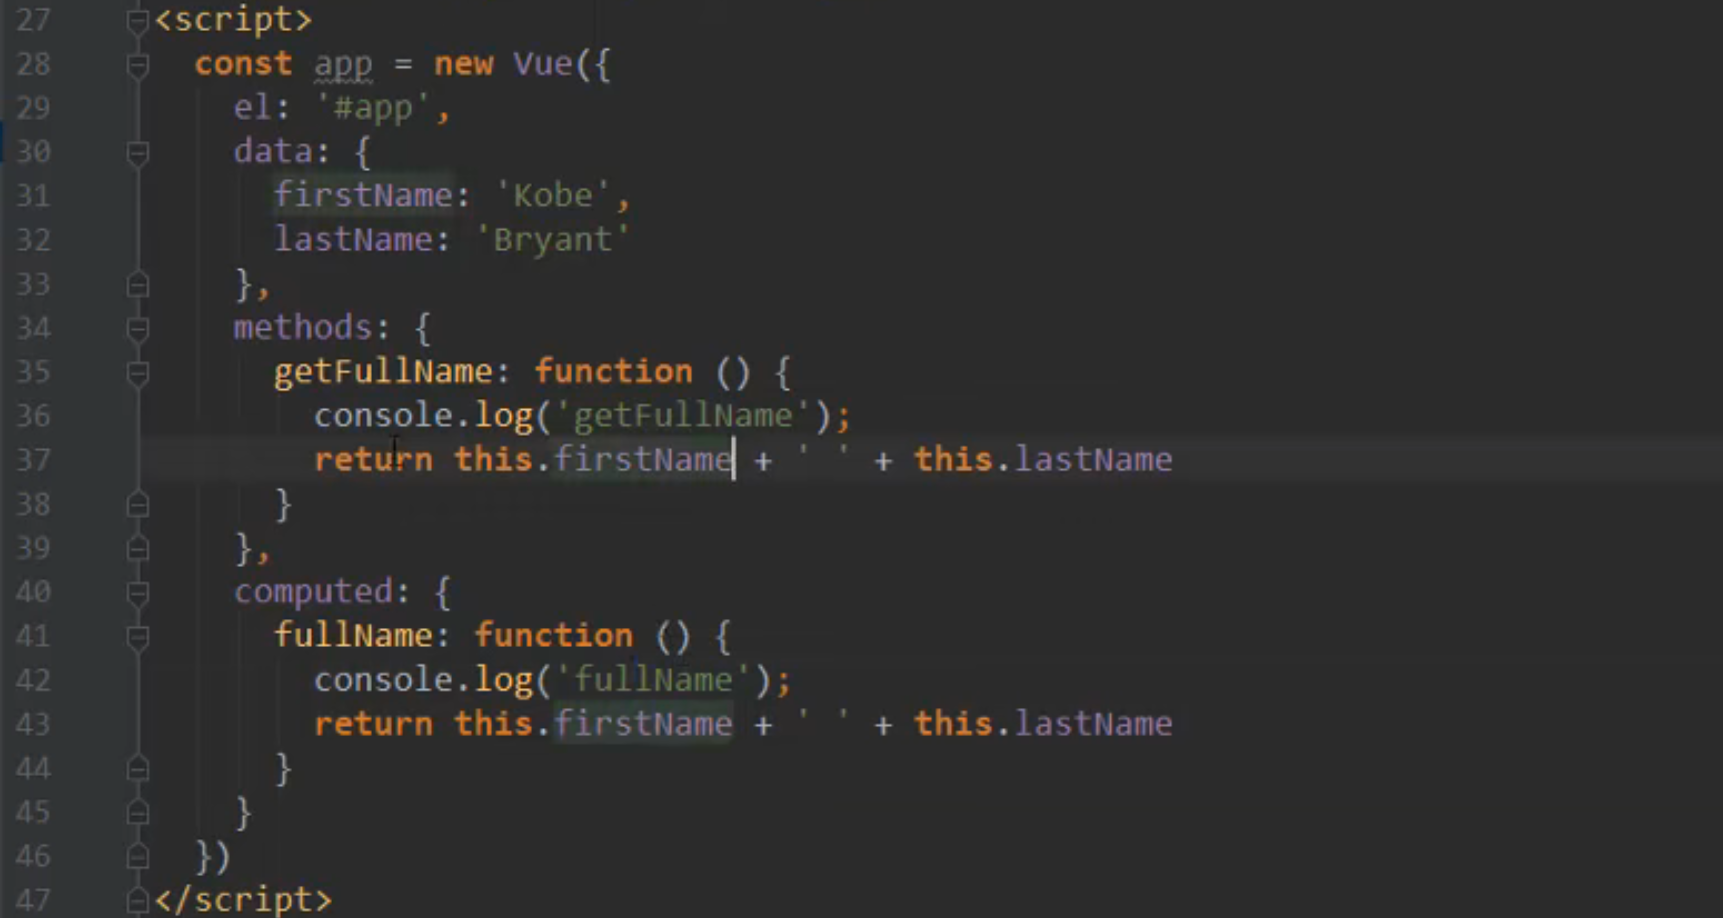 27 <script>
28   const app = new Vue({
29     el: '#app',
30     data: {
31       firstName: 'Kobe',
32       lastName: 'Bryant'
33     },
34     methods: {
35       getFullName: function () {
36         console.log('getFullName');
37         return this.firstName + ' ' + this.lastName
38       }
39     },
40     computed: {
41       fullName: function () {
42         console.log('fullName');
43         return this.firstName + ' ' + this.lastName
44       }
45     }
46   })
47 </script>